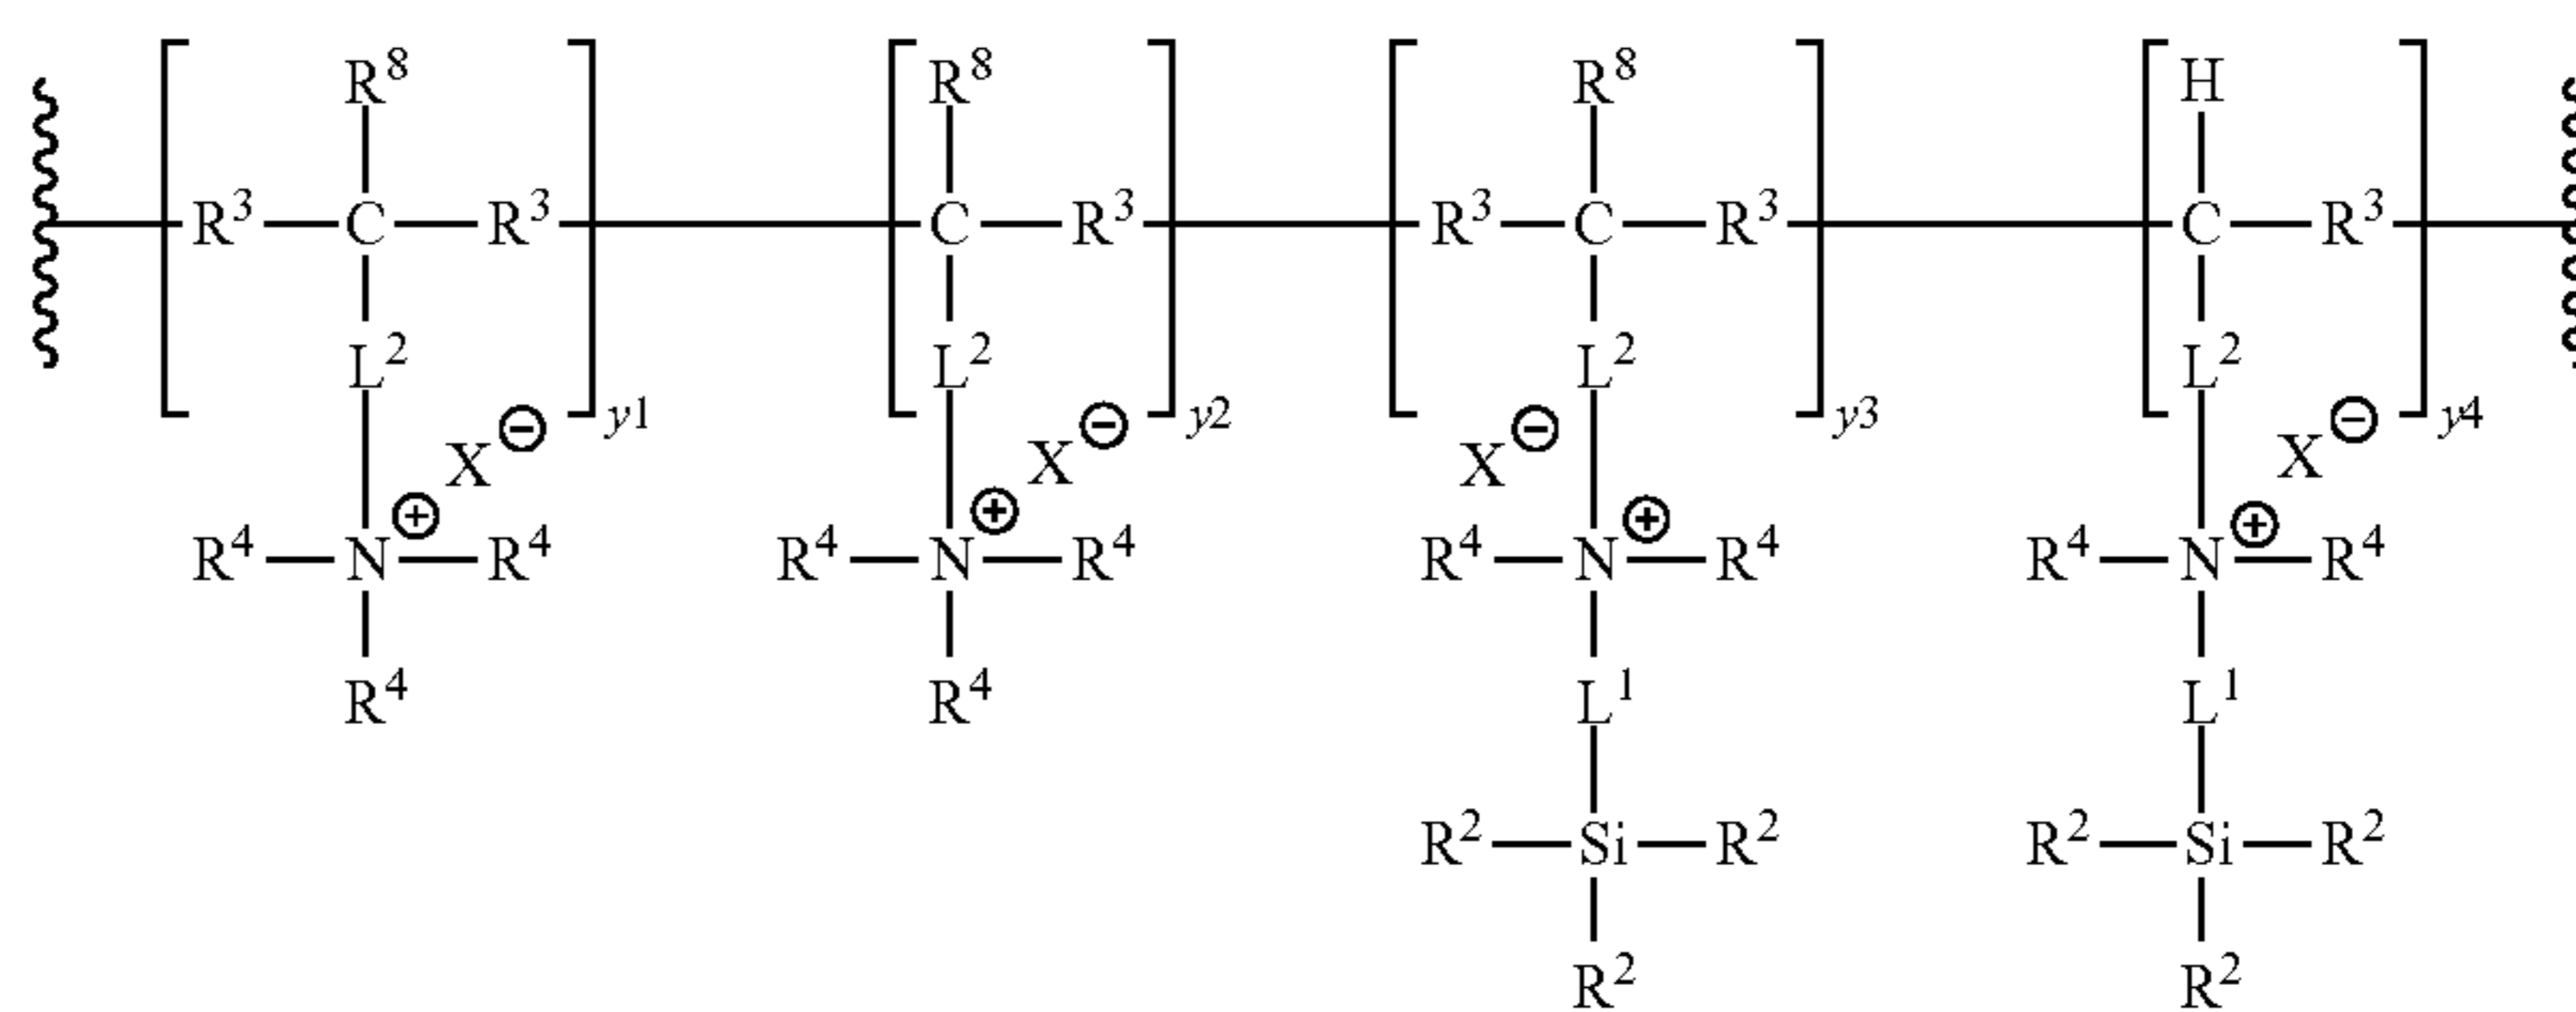 R⁸ R⁸ R⁸ H
R³ C R³ C R³ R³ C R³ C R³
L² L² L² L²
y1 y2 y3 y4
X⊖ X⊖ X⊖ X⊖
R⁴ N⊕ R⁴ R⁴ N⊕ R⁴ R⁴ N⊕ R⁴ R⁴ N⊕ R⁴
R⁴ R⁴ L¹ L¹
R² Si R² R² Si R²
R² R²